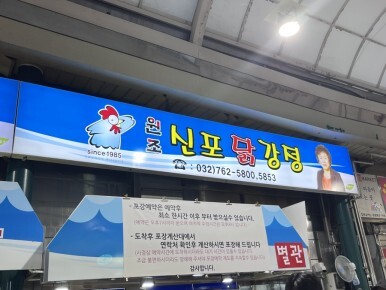 원조
신포 닭강정
since1985
☎ : 032)762-5800,5853
- 포장예약은 예약후
최소 한시간 이후 부터 받으실수 있습니다.
- 도착후 포장계산대에서
연락처 확인후 계산하시면 포장해 드립니다
감사합니다.
별관